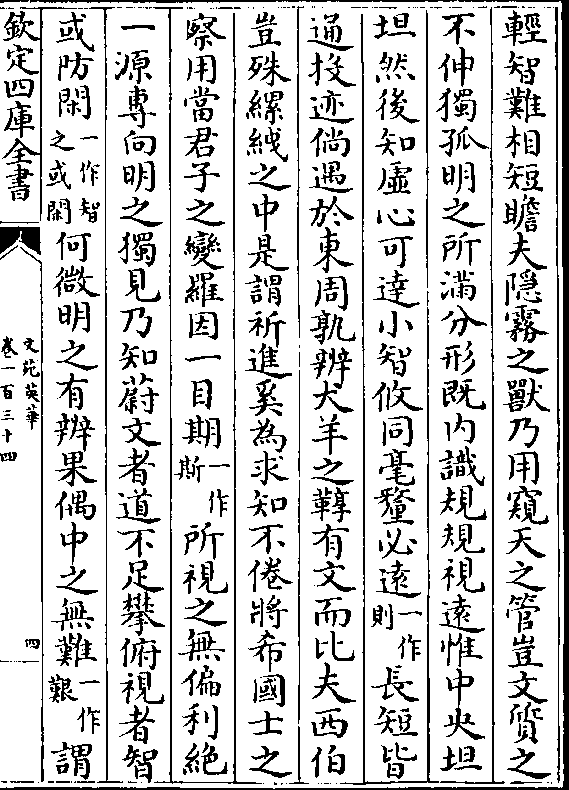 輕智難相短瞻夫隱霧之獸乃用窺天之管豈文質之
不伸獨孤明之所滿分形既内識規規視遠惟中央坦
坦然後知虛心可達小智攸同毫釐必遠一作則長短皆
通投迹倘遇於東周孰辨犬羊之鞟有文而比夫西伯
豈殊縲絏之中是謂祈進奚為求知不倦將希國士之
察用當君子之變羅因一目期一作斯所視之無偏利絶
一源專向明之獨見乃知蔚文者道不足攀俯視者智
或防閑一作智之或閑何微明之有辨果偶中之無難一作艱謂
欽定四庫全書
文苑英華
卷一百三十四
四